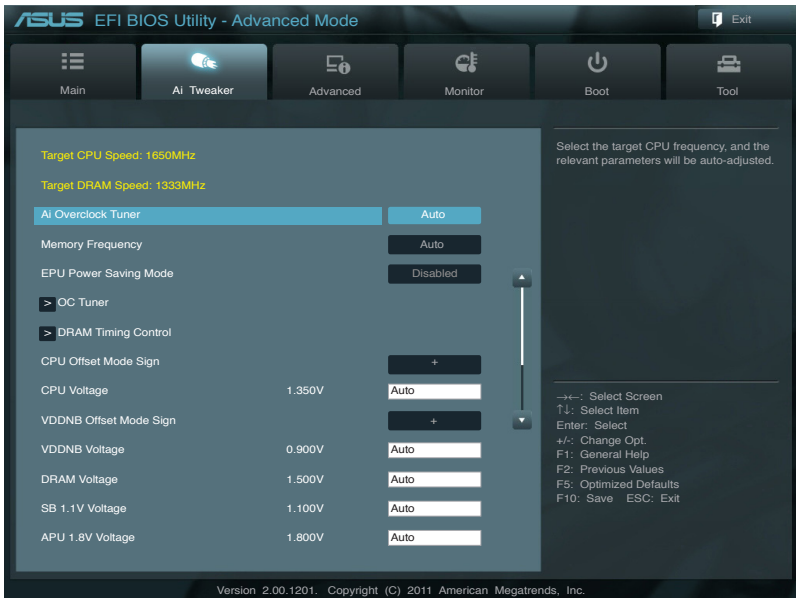 ASUS EFI BIOS Utility - Advanced Mode
Exit
Main
Ai Tweaker
Advanced
Monitor
Boot
Tool
Target CPU Speed: 1650MHz
Target DRAM Speed: 1333MHz
Ai Overclock Tuner Auto
Memory Frequency Auto
EPU Power Saving Mode Disabled
> OC Tuner
> DRAM Timing Control
CPU Offset Mode Sign +
CPU Voltage 1.350V Auto
VDDNB Offset Mode Sign +
VDDNB Voltage 0.900V Auto
DRAM Voltage 1.500V Auto
SB 1.1V Voltage 1.100V Auto
APU 1.8V Voltage 1.800V Auto
Select the target CPU frequency, and the
relevant parameters will be auto-adjusted.
→←: Select Screen
↑↓: Select Item
Enter: Select
+/-: Change Opt.
F1: General Help
F2: Previous Values
F5: Optimized Defaults
F10: Save ESC: Exit
Version 2.00.1201. Copyright (C) 2011 American Megatrends, Inc.